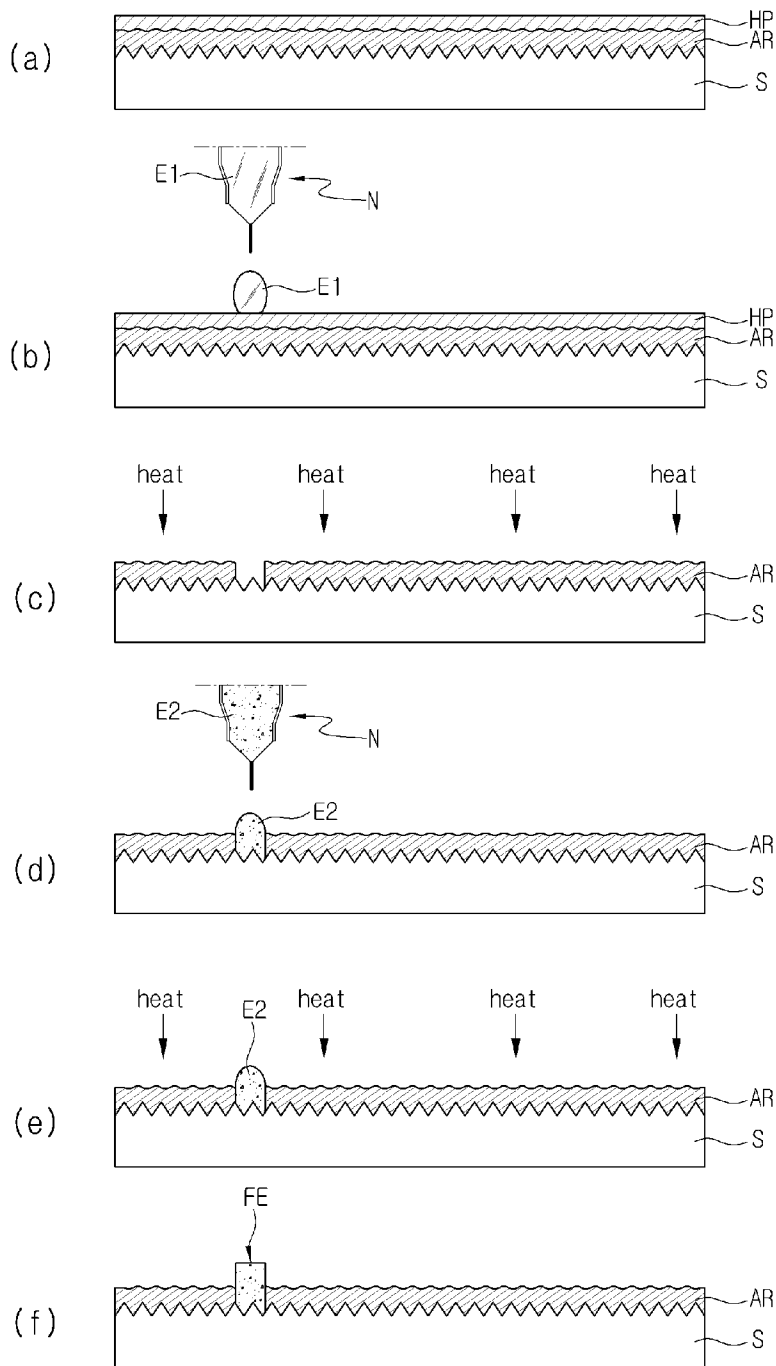 (a)
HP
AR
S
E1
N
E1
(b)
HP
AR
S
heat heat heat heat
(c)
AR
S
E2
N
E2
(d)
AR
S
heat E2 heat heat heat
(e)
AR
S
FE
(f)
AR
S